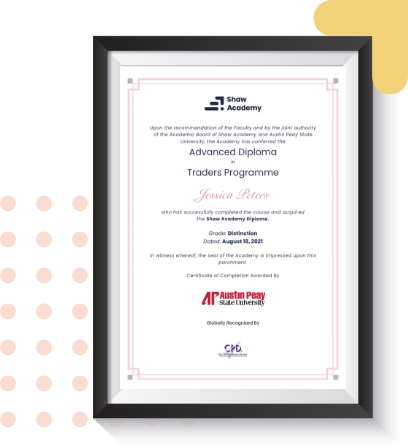 Shaw
Academy
Upon the recommendation of the Faculty and by the joint authority
of the Academic Board of Shaw Academy and Austin Peay State
University, the Academy has conferred the
Advanced Diploma
in
Traders Programme
Jessica Peters
who has successfully completed the course and acquired
the Shaw Academy Diploma.
Grade: Distinction
Dated: August 10, 2021
In witness whereof, the seal of the Academy is impressed upon this
parchment.
Certificate of Completion Awarded By
AP Austin Peay
State University
Globally Recognized By
CPD